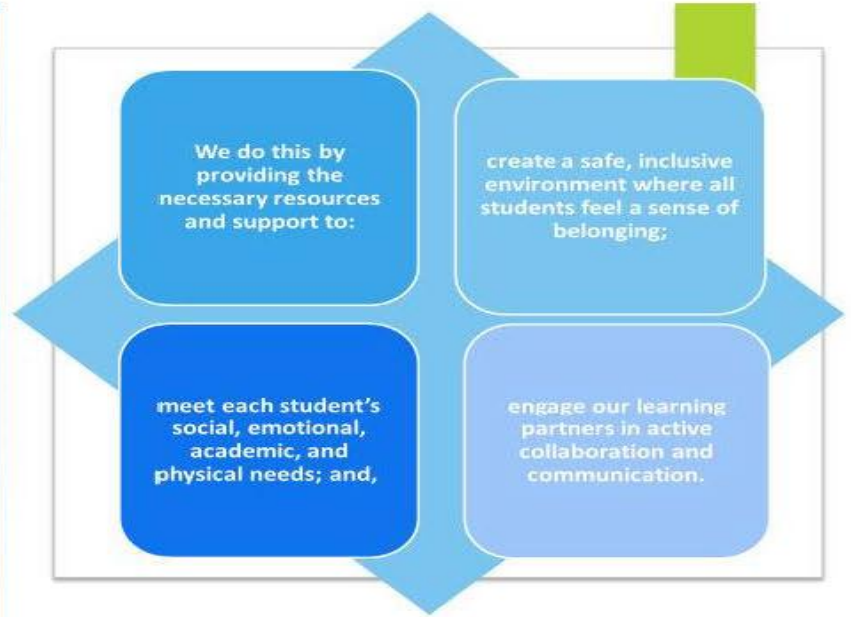 We do this by
providing the
necessary resources
and support to:
create a safe, inclusive
environment where all
students feel a sense of
belonging;
meet each student's
social, emotional,
academic, and
physical needs; and,
engage our learning
partners in active
collaboration and
communication.